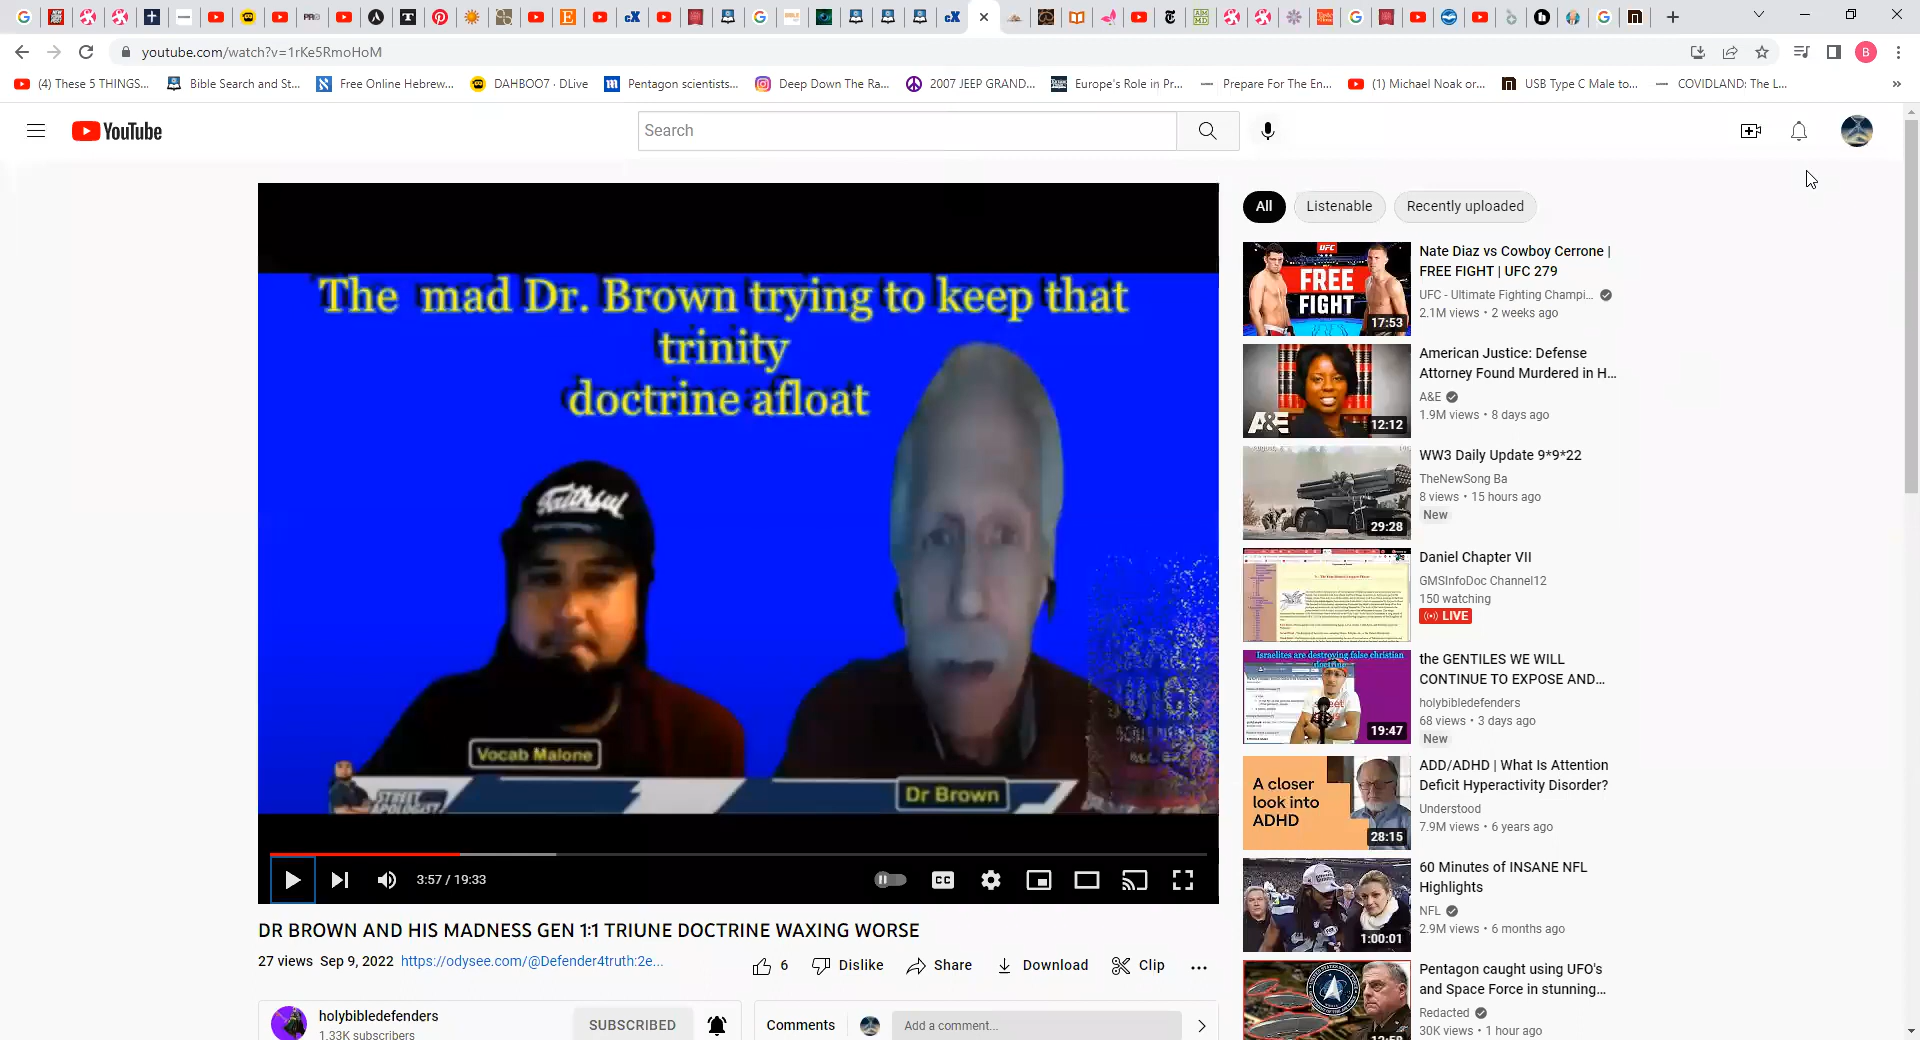 youtube.com/watch?v=1rKe5RmoHoM
B
(4) These 5 THINGS...
Bible Search and St...
Free Online Hebrew...
DAHBOO7 · DLive
Pentagon scientists...
Deep Down The Ra...
2007 JEEP GRAND...
Europe's Role in Pr...
Prepare For The En...
(1) Michael Noak or...
USB Type C Male to...
COVIDLAND: The L...
»
YouTube
Search
The mad Dr. Brown trying to keep that
trinity
doctrine afloat
Faithful
Vocab Malone
STREET
APOLOGIST
Dr Brown
3:57 / 19:33
CC
DR BROWN AND HIS MADNESS GEN 1:1 TRIUNE DOCTRINE WAXING WORSE
27 views Sep 9, 2022 https://odysee.com/@Defender4truth:2e...
6
Dislike
Share
Download
Clip
holybibledefenders
1.33K subscribers
SUBSCRIBED
Comments
Add a comment...
All
Listenable
Recently uploaded
UFC
FREE
FIGHT
17:53
Nate Diaz vs Cowboy Cerrone |
FREE FIGHT | UFC 279
UFC - Ultimate Fighting Champi...
2.1M views • 2 weeks ago
A&E
12:12
American Justice: Defense
Attorney Found Murdered in H...
A&E
1.9M views • 8 days ago
29:28
WW3 Daily Update 9*9*22
TheNewSong Ba
8 views • 15 hours ago
New
Daniel Chapter VII
GMSInfoDoc Channel12
150 watching
LIVE
Israelites are destroying false christian
doctrine
19:47
the GENTILES WE WILL
CONTINUE TO EXPOSE AND...
holybibledefenders
68 views • 3 days ago
New
A closer
look into
ADHD
28:15
ADD/ADHD | What Is Attention
Deficit Hyperactivity Disorder?
Understood
7.9M views • 6 years ago
1:00:01
60 Minutes of INSANE NFL
Highlights
NFL
2.9M views • 6 months ago
Pentagon caught using UFO's
and Space Force in stunning...
Redacted
30K views • 1 hour ago